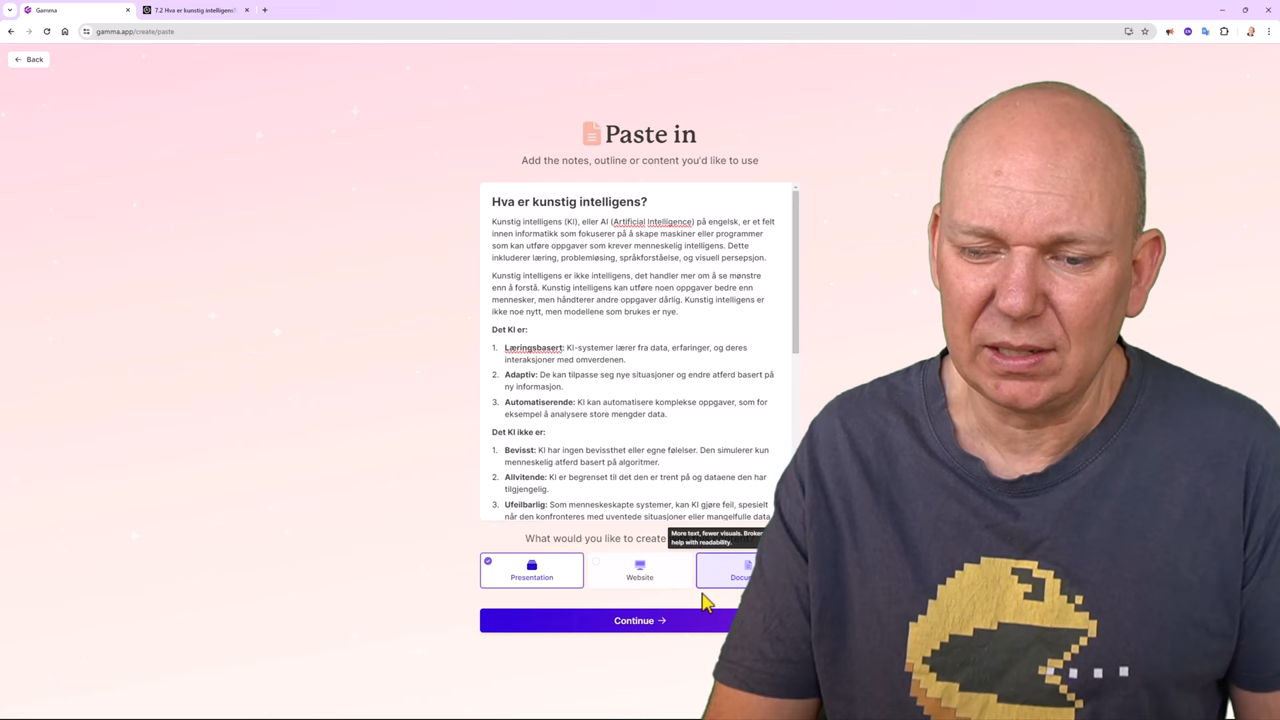 Gamma
7.2 Hva er kunstig intelligens?
gamma.app/create/paste
Back
Paste in
Add the notes, outline or content you'd like to use
Hva er kunstig intelligens?
Kunstig intelligens (KI), eller AI (Artificial Intelligence) på engelsk, er et felt
innen informatikk som fokuserer på å skape maskiner eller programmer
som kan utføre oppgaver som krever menneskelig intelligens. Dette
inkluderer læring, problemløsing, språkforståelse, og visuell persepsjon.
Kunstig intelligens er ikke intelligens, det handler mer om å se mønstre
enn å forstå. Kunstig intelligens kan utføre noen oppgaver bedre enn
mennesker, men håndterer andre oppgaver dårlig. Kunstig intelligens er
ikke noe nytt, men modellene som brukes er nye.
Det KI er:
1. Læringsbasert: KI-systemer lærer fra data, erfaringer, og deres
interaksjoner med omverdenen.
2. Adaptiv: De kan tilpasse seg nye situasjoner og endre atferd basert på
ny informasjon.
3. Automatiserende: KI kan automatisere komplekse oppgaver, som for
eksempel å analysere store mengder data.
Det KI ikke er:
1. Bevisst: KI har ingen bevissthet eller egne følelser. Den simulerer kun
menneskelig atferd basert på algoritmer.
2. Allvitende: KI er begrenset til det den er trent på og dataene den har
tilgjengelig.
3. Ufeilbarlig: Som menneskeskapte systemer, kan KI gjøre feil, spesielt
når den konfronteres med uventede situasjoner eller mangelfulle data
More text, fewer visuals. Broken
help with readability.
What would you like to create
Presentation
Website
Docu
Continue